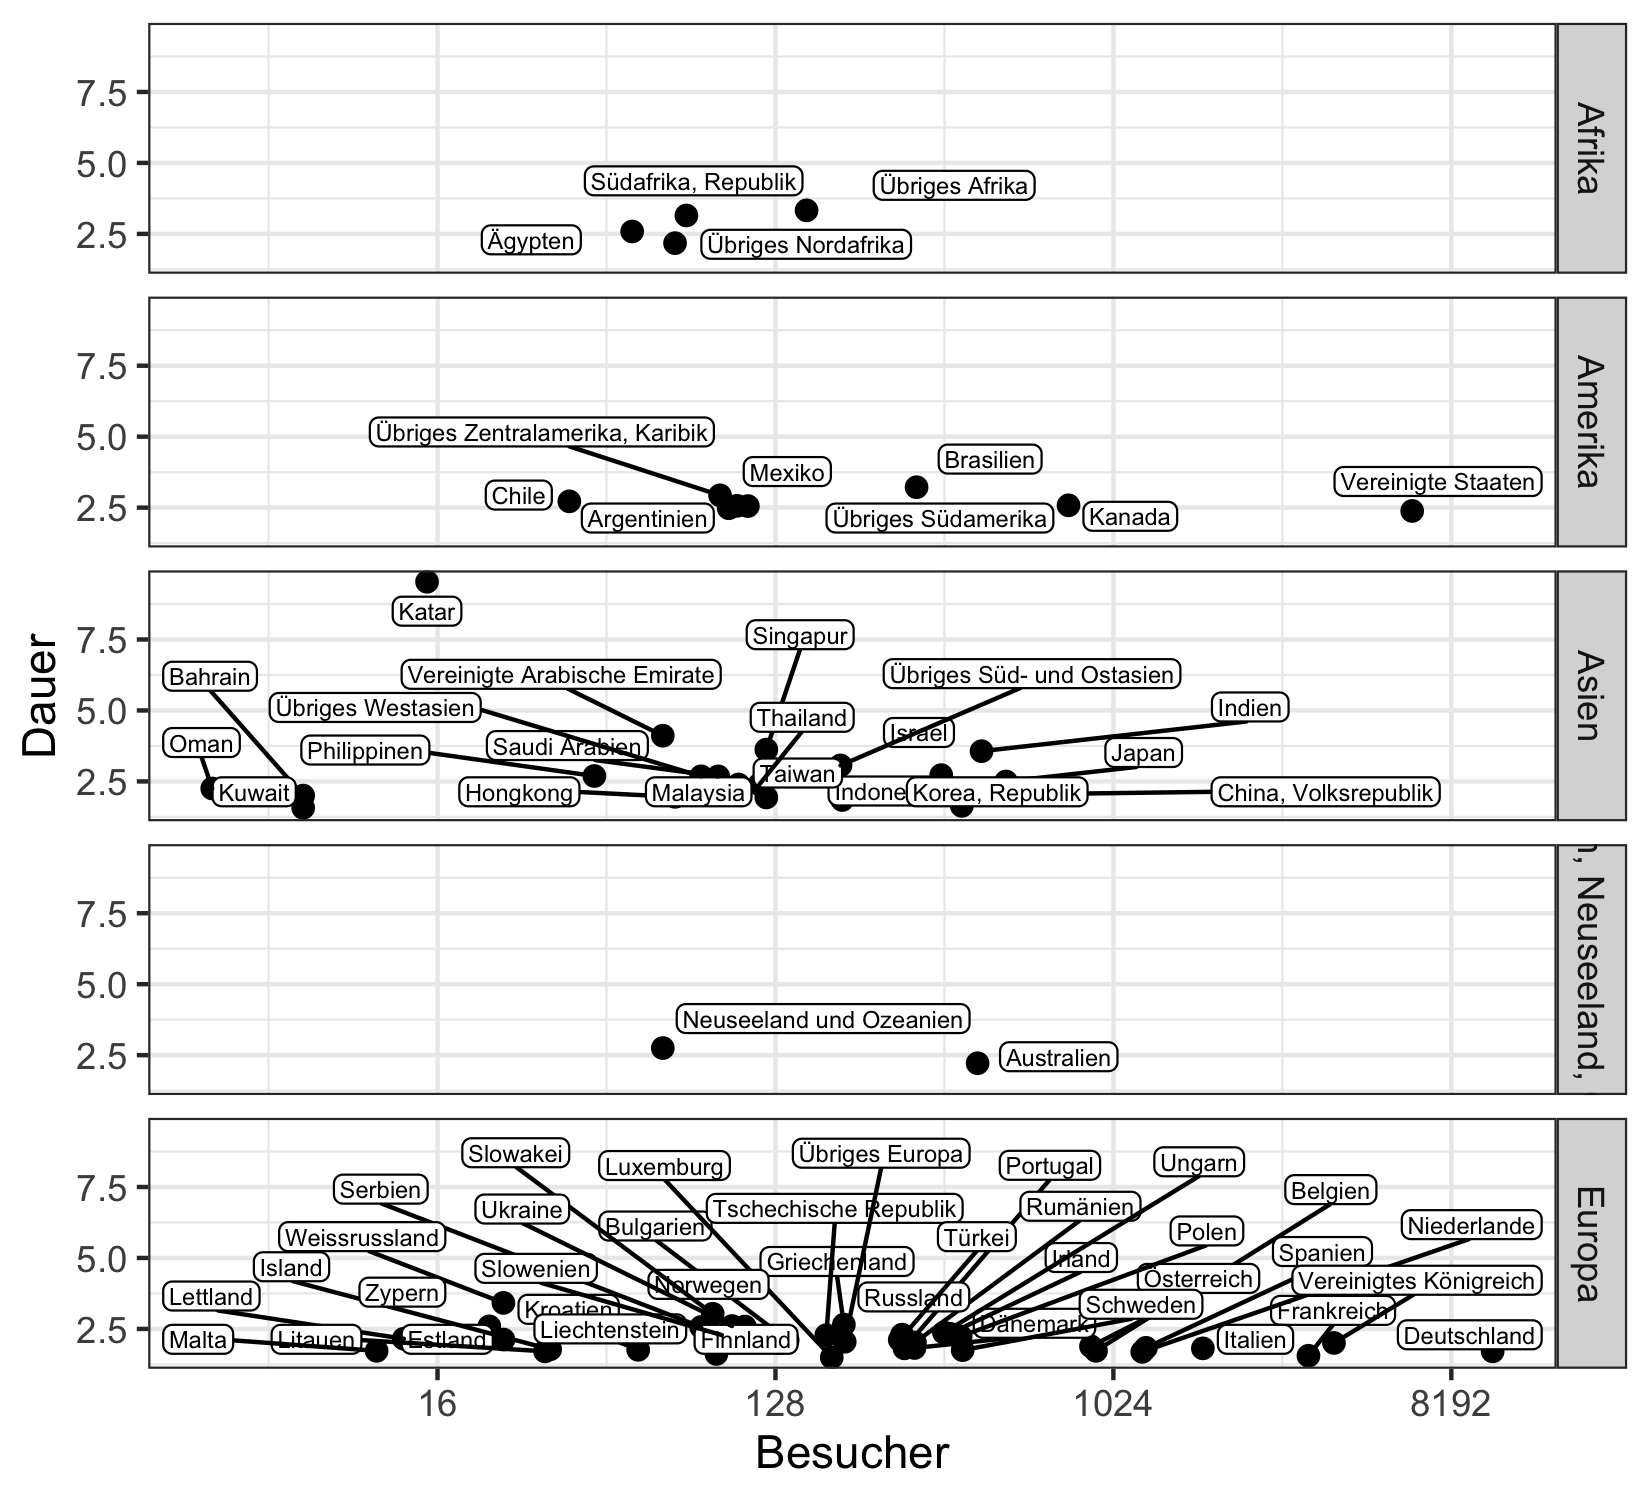 7.5
5.0
2.5
Südafrika, Republik
Übriges Afrika
Ägypten
Übriges Nordafrika
Afrika
7.5
5.0
2.5
Übriges Zentralamerika, Karibik
Mexiko
Brasilien
Vereinigte Staaten
Chile
Argentinien
Übriges Südamerika
Kanada
Amerika
Dauer
7.5
5.0
2.5
Katar
Singapur
Bahrain
Vereinigte Arabische Emirate
Übriges Süd- und Ostasien
Übriges Westasien
Thailand
Indien
Oman
Philippinen
Saudi Arabien
Israel
Japan
Taiwan
Kuwait
Hongkong
Malaysia
Indone
Korea, Republik
China, Volksrepublik
Asien
7.5
5.0
2.5
Neuseeland und Ozeanien
Australien
, Neuseeland,
7.5
5.0
2.5
Slowakei
Luxemburg
Übriges Europa
Portugal
Ungarn
Serbien
Ukraine
Tschechische Republik
Rumänien
Belgien
Weissrussland
Bulgarien
Türkei
Polen
Niederlande
Island
Slowenien
Griechenland
Irland
Spanien
Lettland
Zypern
Norwegen
Russland
Österreich
Vereinigtes Königreich
Kroatien
Schweden
Frankreich
Malta
Litauen
Estland
Liechtenstein
Finnland
Dänemark
Italien
Deutschland
Europa
16
128
1024
8192
Besucher